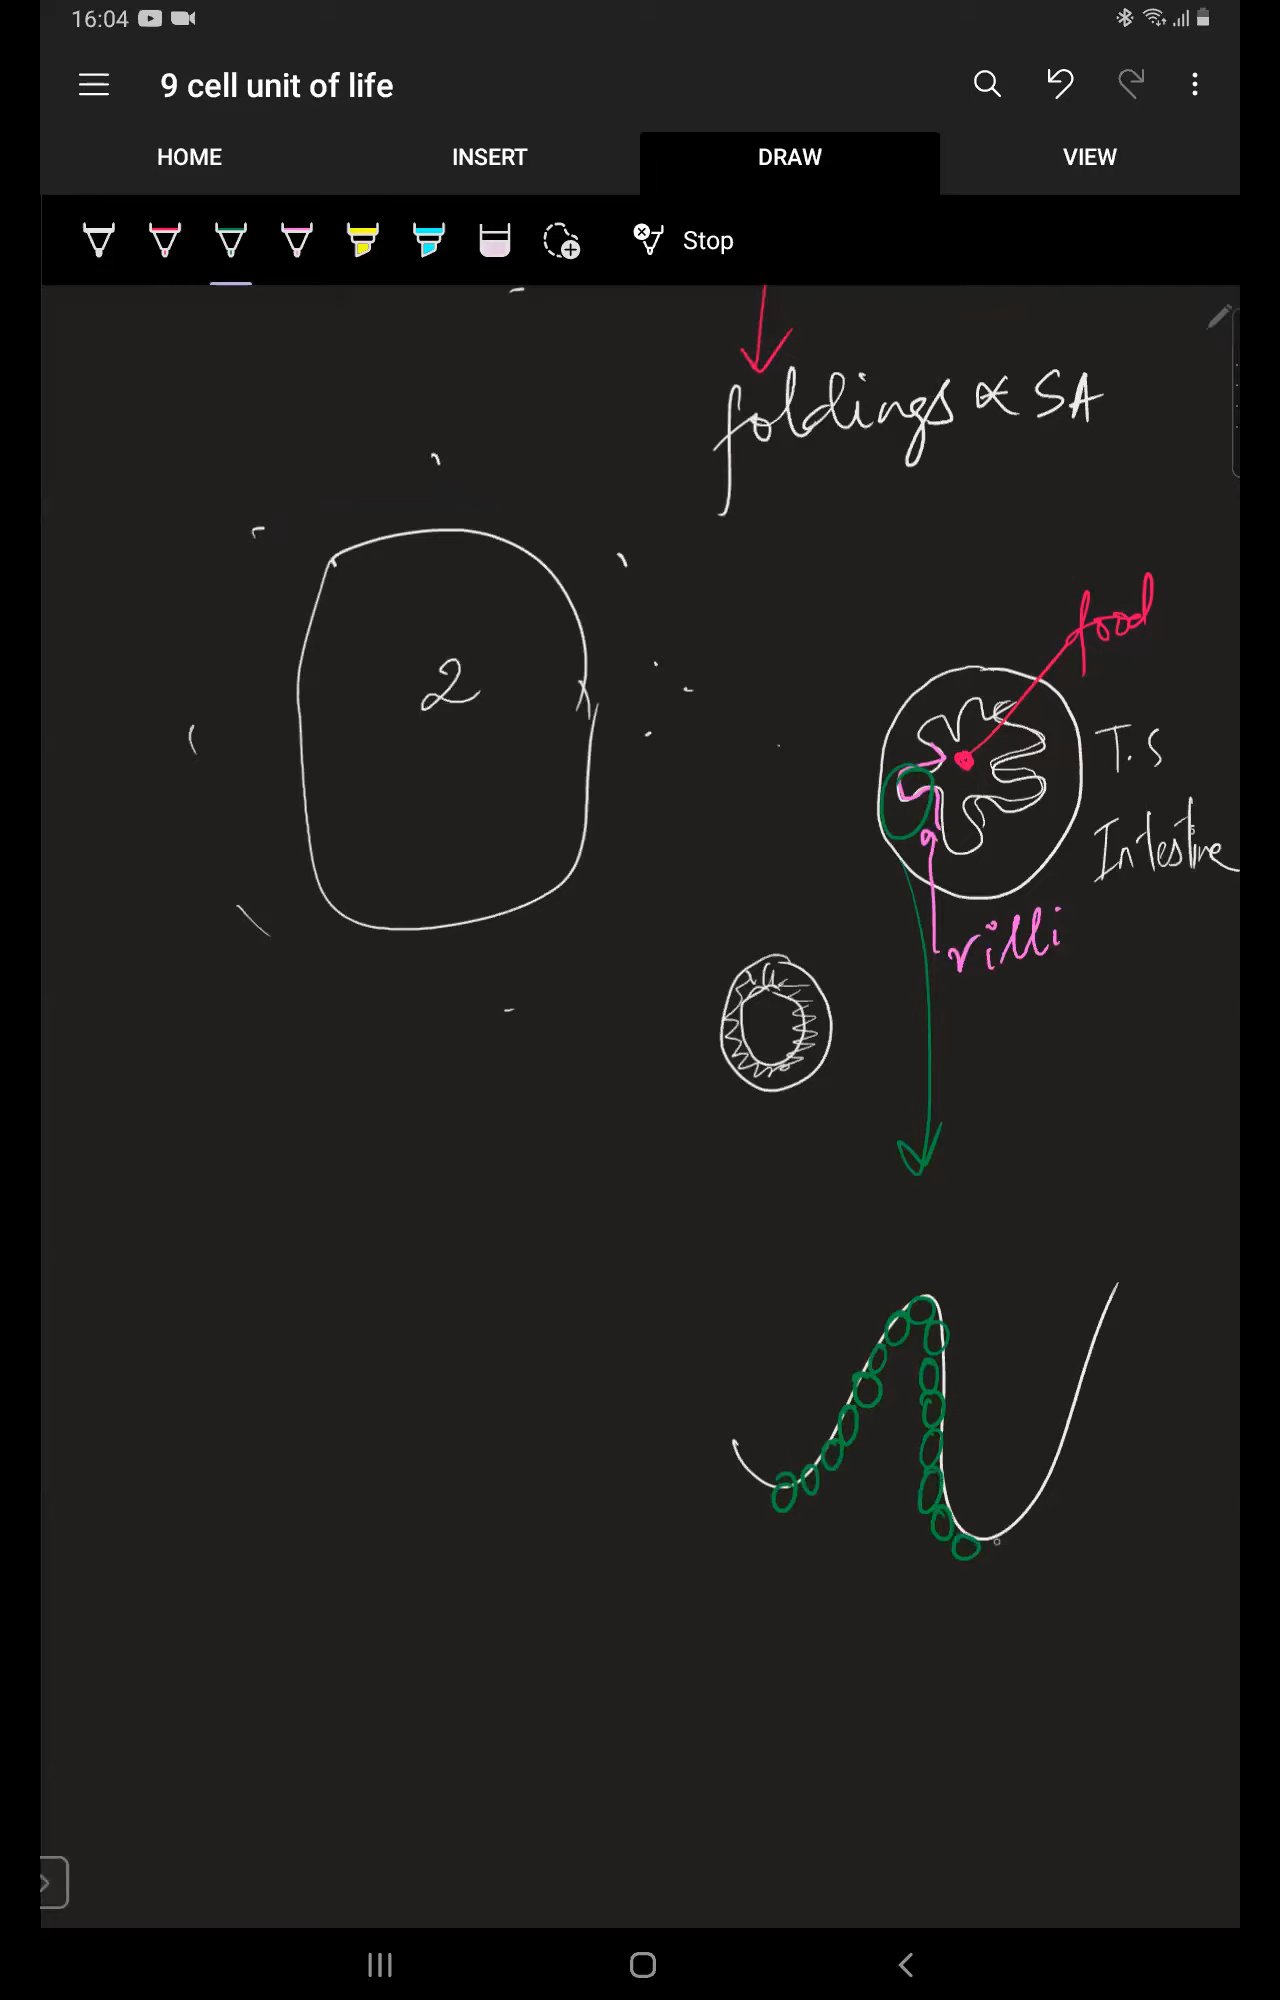 16:04
9 cell unit of life
HOME INSERT DRAW VIEW
Stop
foldings ∝ SA
2
food
T.S
Intestine
villi